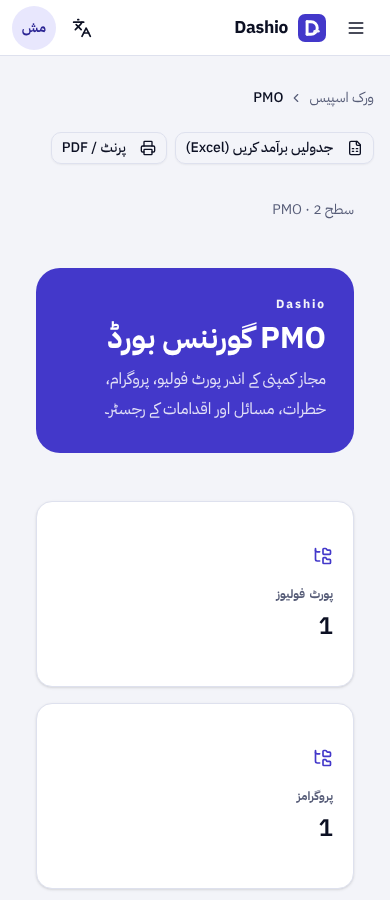 Dashio
مش
ورک اسپیس › PMO
جدولیں برآمد کریں (Excel)
پرنٹ / PDF
سطح 2 · PMO
Dashio
PMO گورننس بورڈ
مجاز کمپنی کے اندر پورٹ فولیو، پروگرام،
خطرات، مسائل اور اقدامات کے رجسٹر۔
پورٹ فولیوز
1
پروگرامز
1